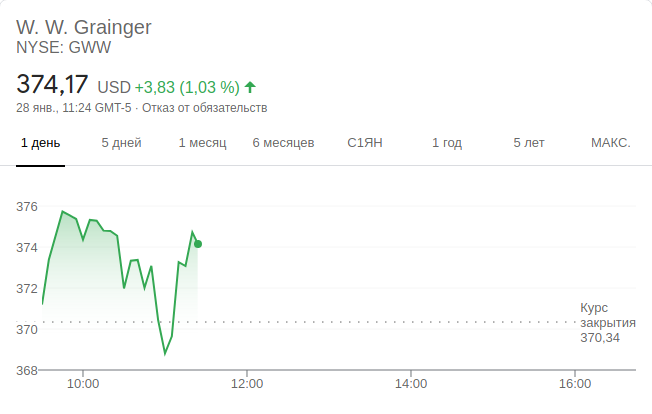 W. W. Grainger
NYSE: GWW
374,17 USD +3,83 (1,03 %)
28 янв., 11:24 GMT-5 · Отказ от обязательств
1 день 5 дней 1 месяц 6 месяцев С1ЯН 1 год 5 лет МАКС.
376
374
372
Курс
закрытия
370
370,34
368
10:00 12:00 14:00 16:00